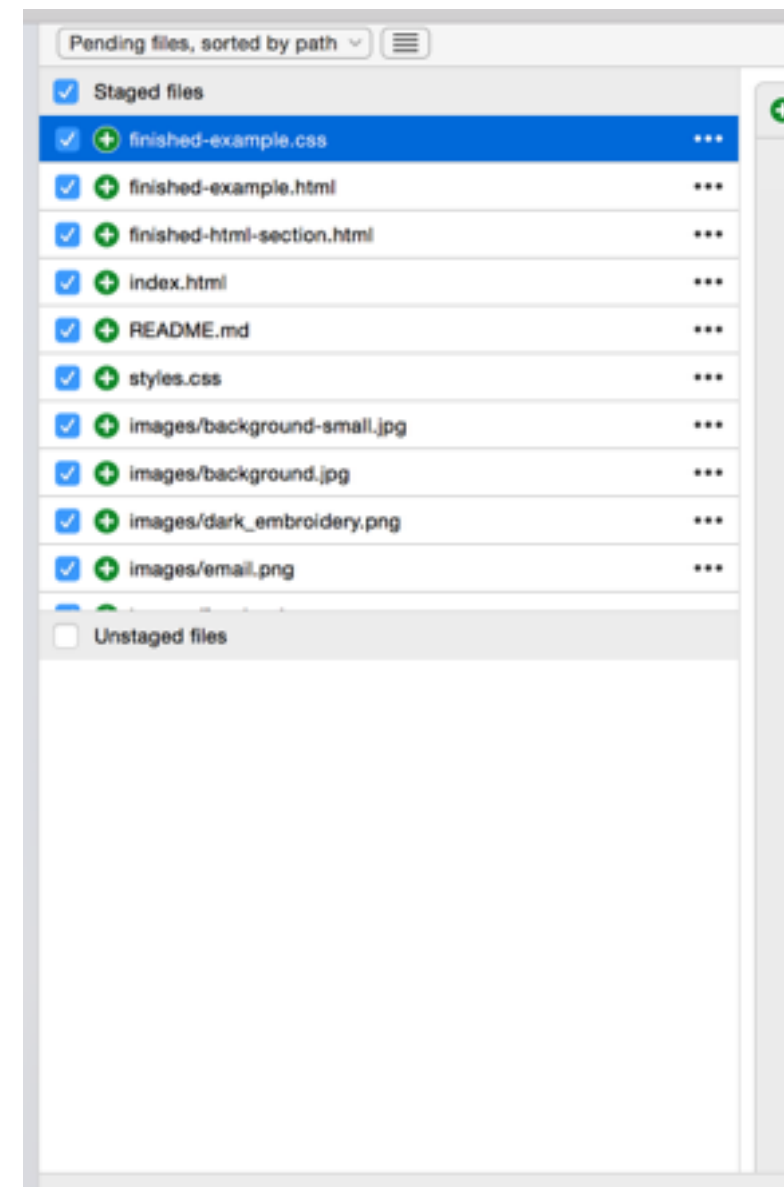 Pending files, sorted by path
Staged files
finished-example.css
finished-example.html
finished-html-section.html
index.html
README.md
styles.css
images/background-small.jpg
images/background.jpg
images/dark_embroidery.png
images/email.png
Unstaged files